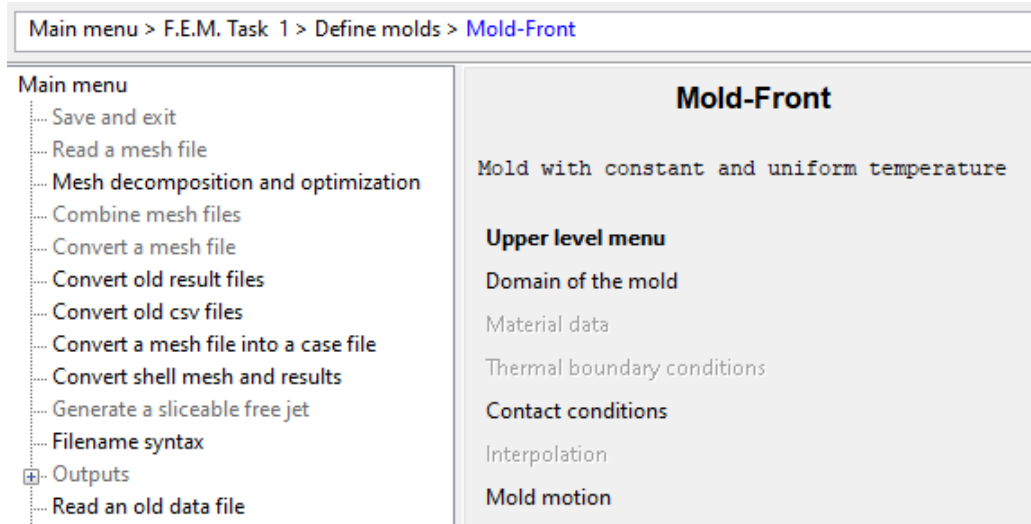 Main menu > F.E.M. Task 1 > Define molds > Mold-Front
Main menu
Save and exit
Read a mesh file
Mesh decomposition and optimization
Combine mesh files
Convert a mesh file
Convert old result files
Convert old csv files
Convert a mesh file into a case file
Convert shell mesh and results
Generate a sliceable free jet
Filename syntax
Outputs
Read an old data file
Mold-Front
Mold with constant and uniform temperature
Upper level menu
Domain of the mold
Material data
Thermal boundary conditions
Contact conditions
Interpolation
Mold motion